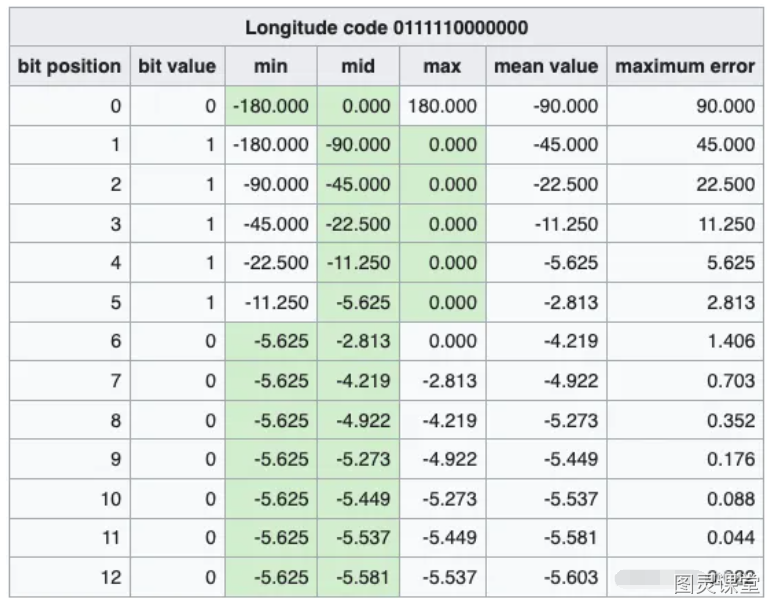 Longitude code 0111110000000
bit position bit value min mid max mean value maximum error
0 0 -180.000 0.000 180.000 -90.000 90.000
1 1 -180.000 -90.000 0.000 -45.000 45.000
2 1 -90.000 -45.000 0.000 -22.500 22.500
3 1 -45.000 -22.500 0.000 -11.250 11.250
4 1 -22.500 -11.250 0.000 -5.625 5.625
5 1 -11.250 -5.625 0.000 -2.813 2.813
6 0 -5.625 -2.813 0.000 -4.219 1.406
7 0 -5.625 -4.219 -2.813 -4.922 0.703
8 0 -5.625 -4.922 -4.219 -5.273 0.352
9 0 -5.625 -5.273 -4.922 -5.449 0.176
10 0 -5.625 -5.449 -5.273 -5.537 0.088
11 0 -5.625 -5.537 -5.449 -5.581 0.044
12 0 -5.625 -5.581 -5.537 -5.603
图灵课堂